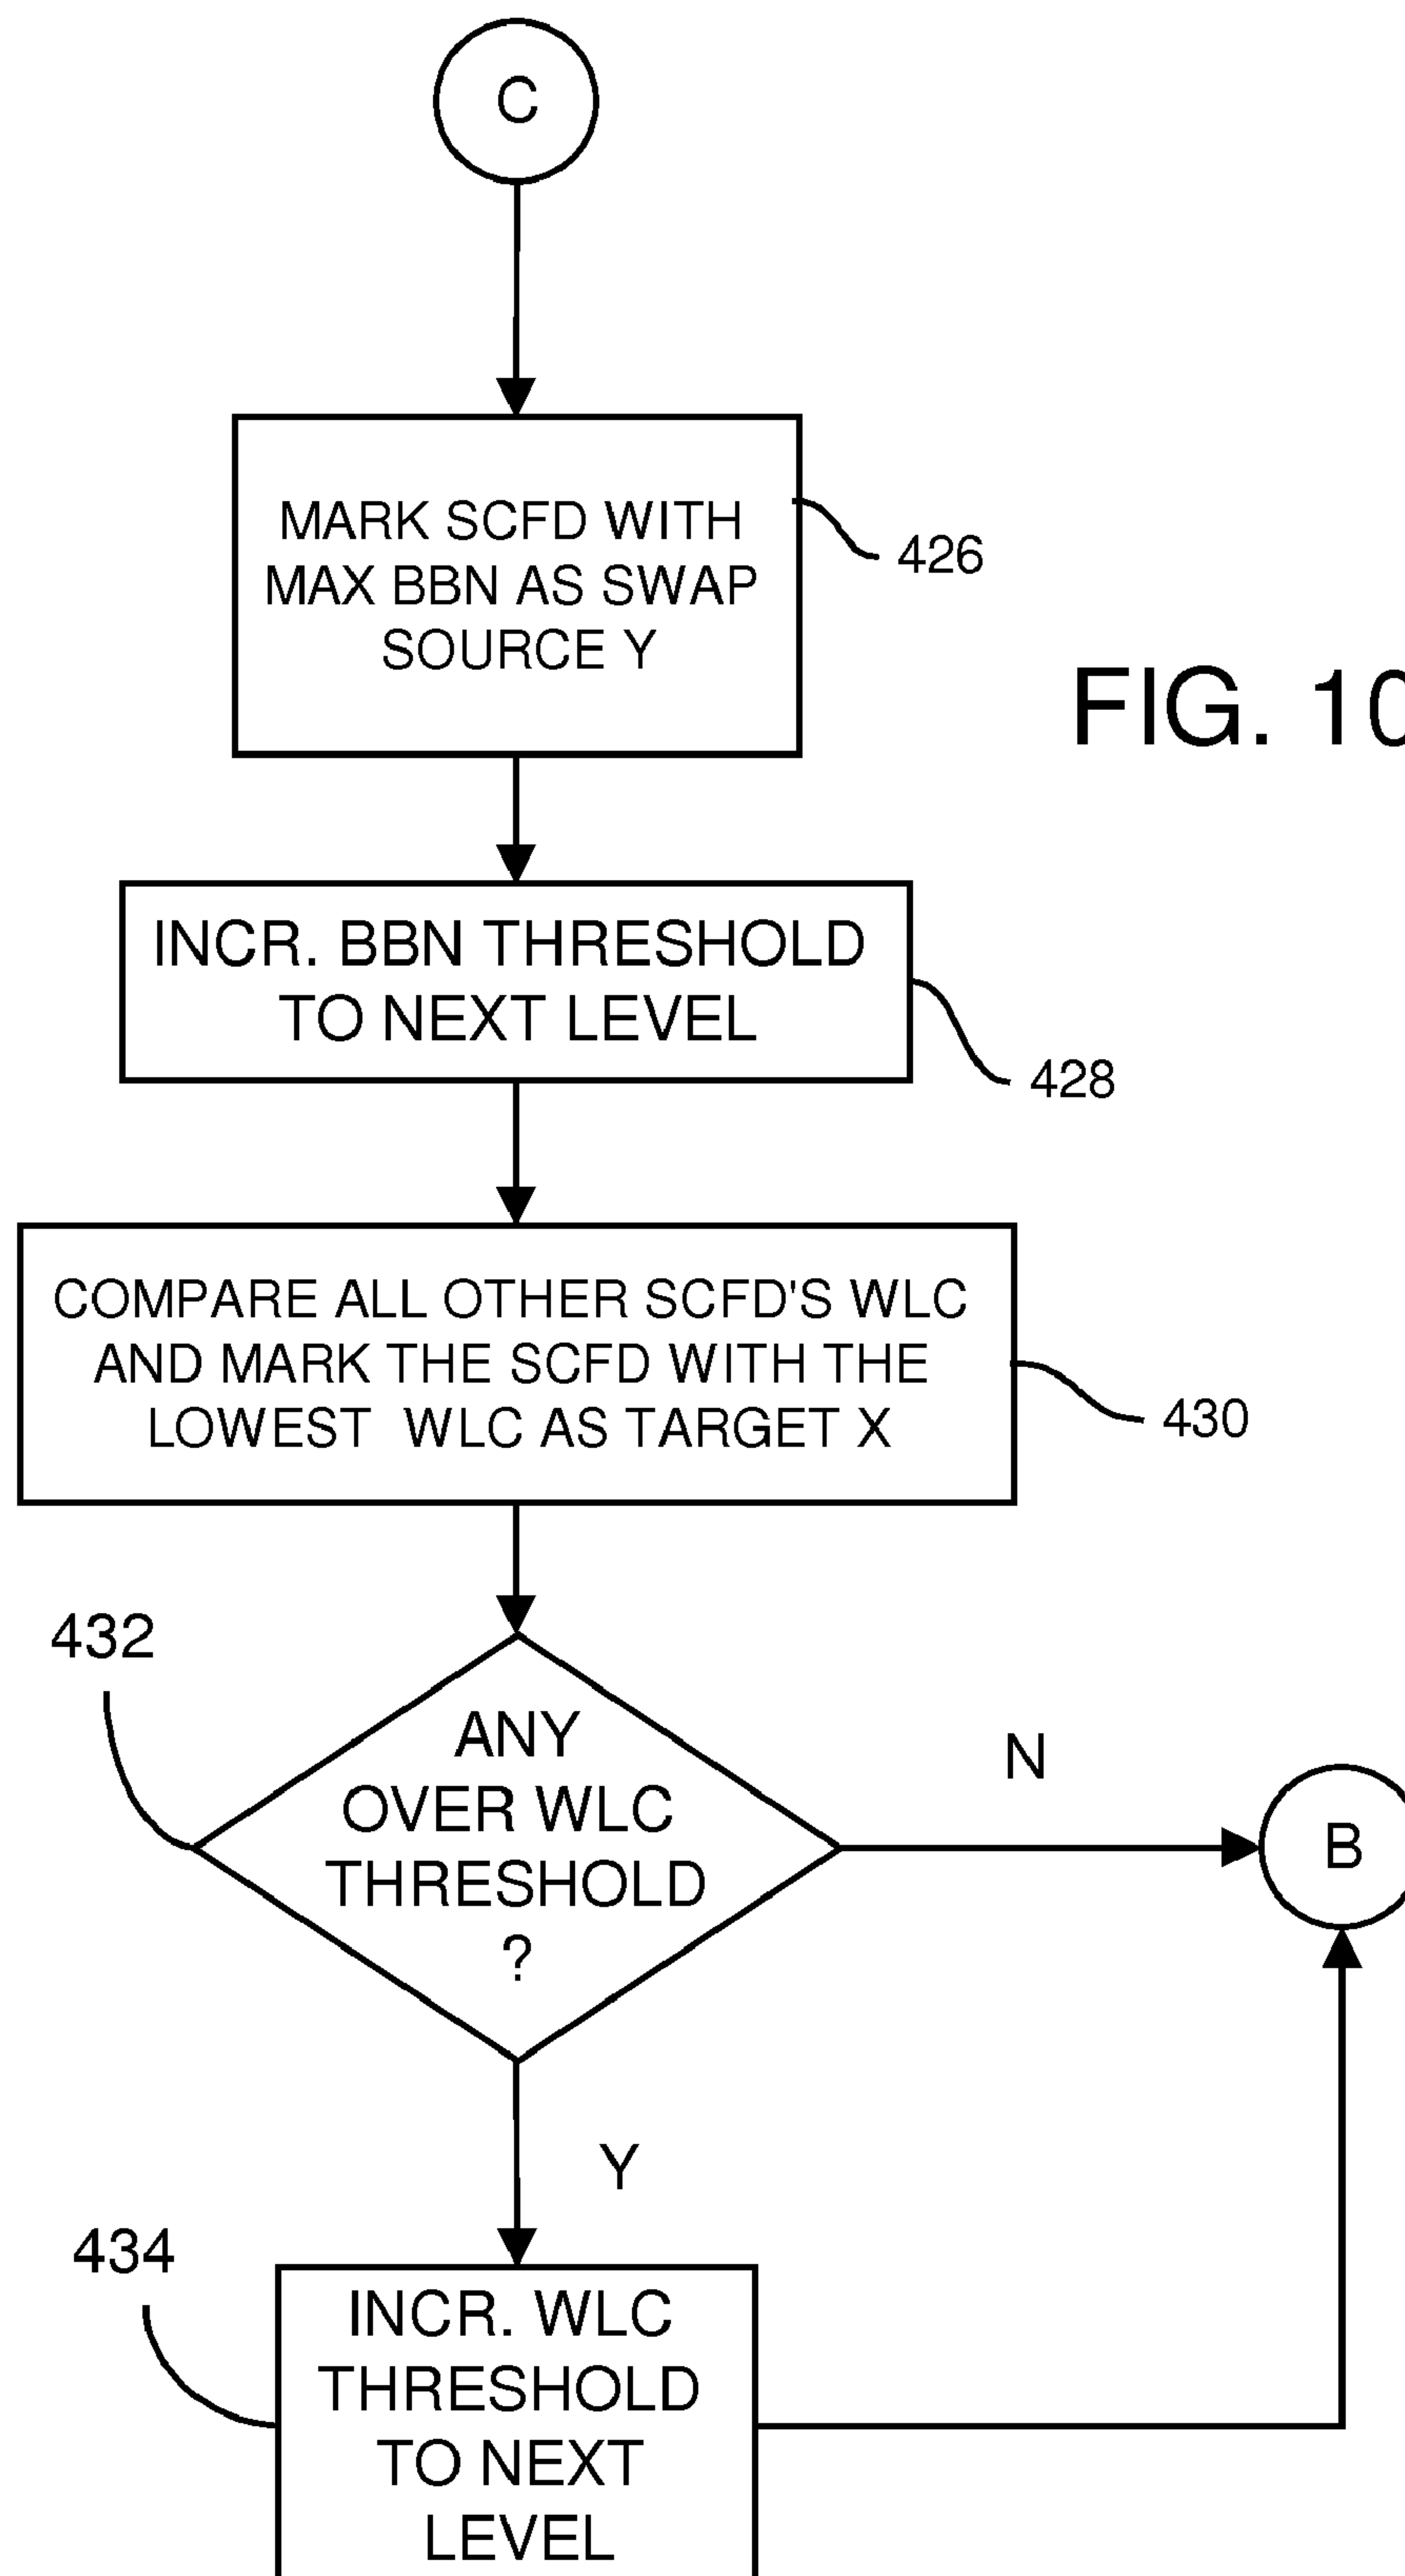 C
MARK SCFD WITH
MAX BBN AS SWAP
SOURCE Y
426
FIG. 10
INCR. BBN THRESHOLD
TO NEXT LEVEL
428
COMPARE ALL OTHER SCFD'S WLC
AND MARK THE SCFD WITH THE
LOWEST WLC AS TARGET X
430
432
ANY
OVER WLC
THRESHOLD
?
N
B
Y
434
INCR. WLC
THRESHOLD
TO NEXT
LEVEL